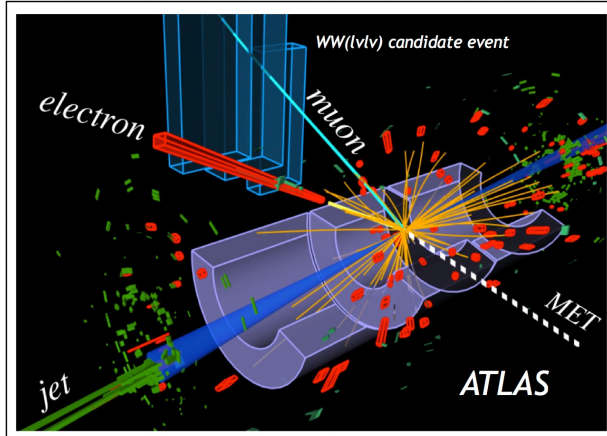 WW(lvlv) candidate event
electron
muon
MET
jet
ATLAS